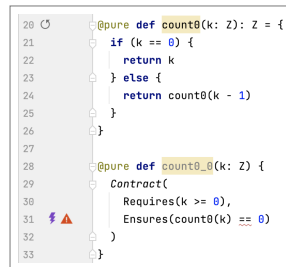 20 @pure def count0(k: Z): Z = {
21 if (k == 0) {
22 return k
23 } else {
24 return count0(k - 1)
25 }
26 }
27
28 @pure def count0_0(k: Z) {
29 Contract(
30 Requires(k >= 0),
31 Ensures(count0(k) == 0)
32 )
33 }